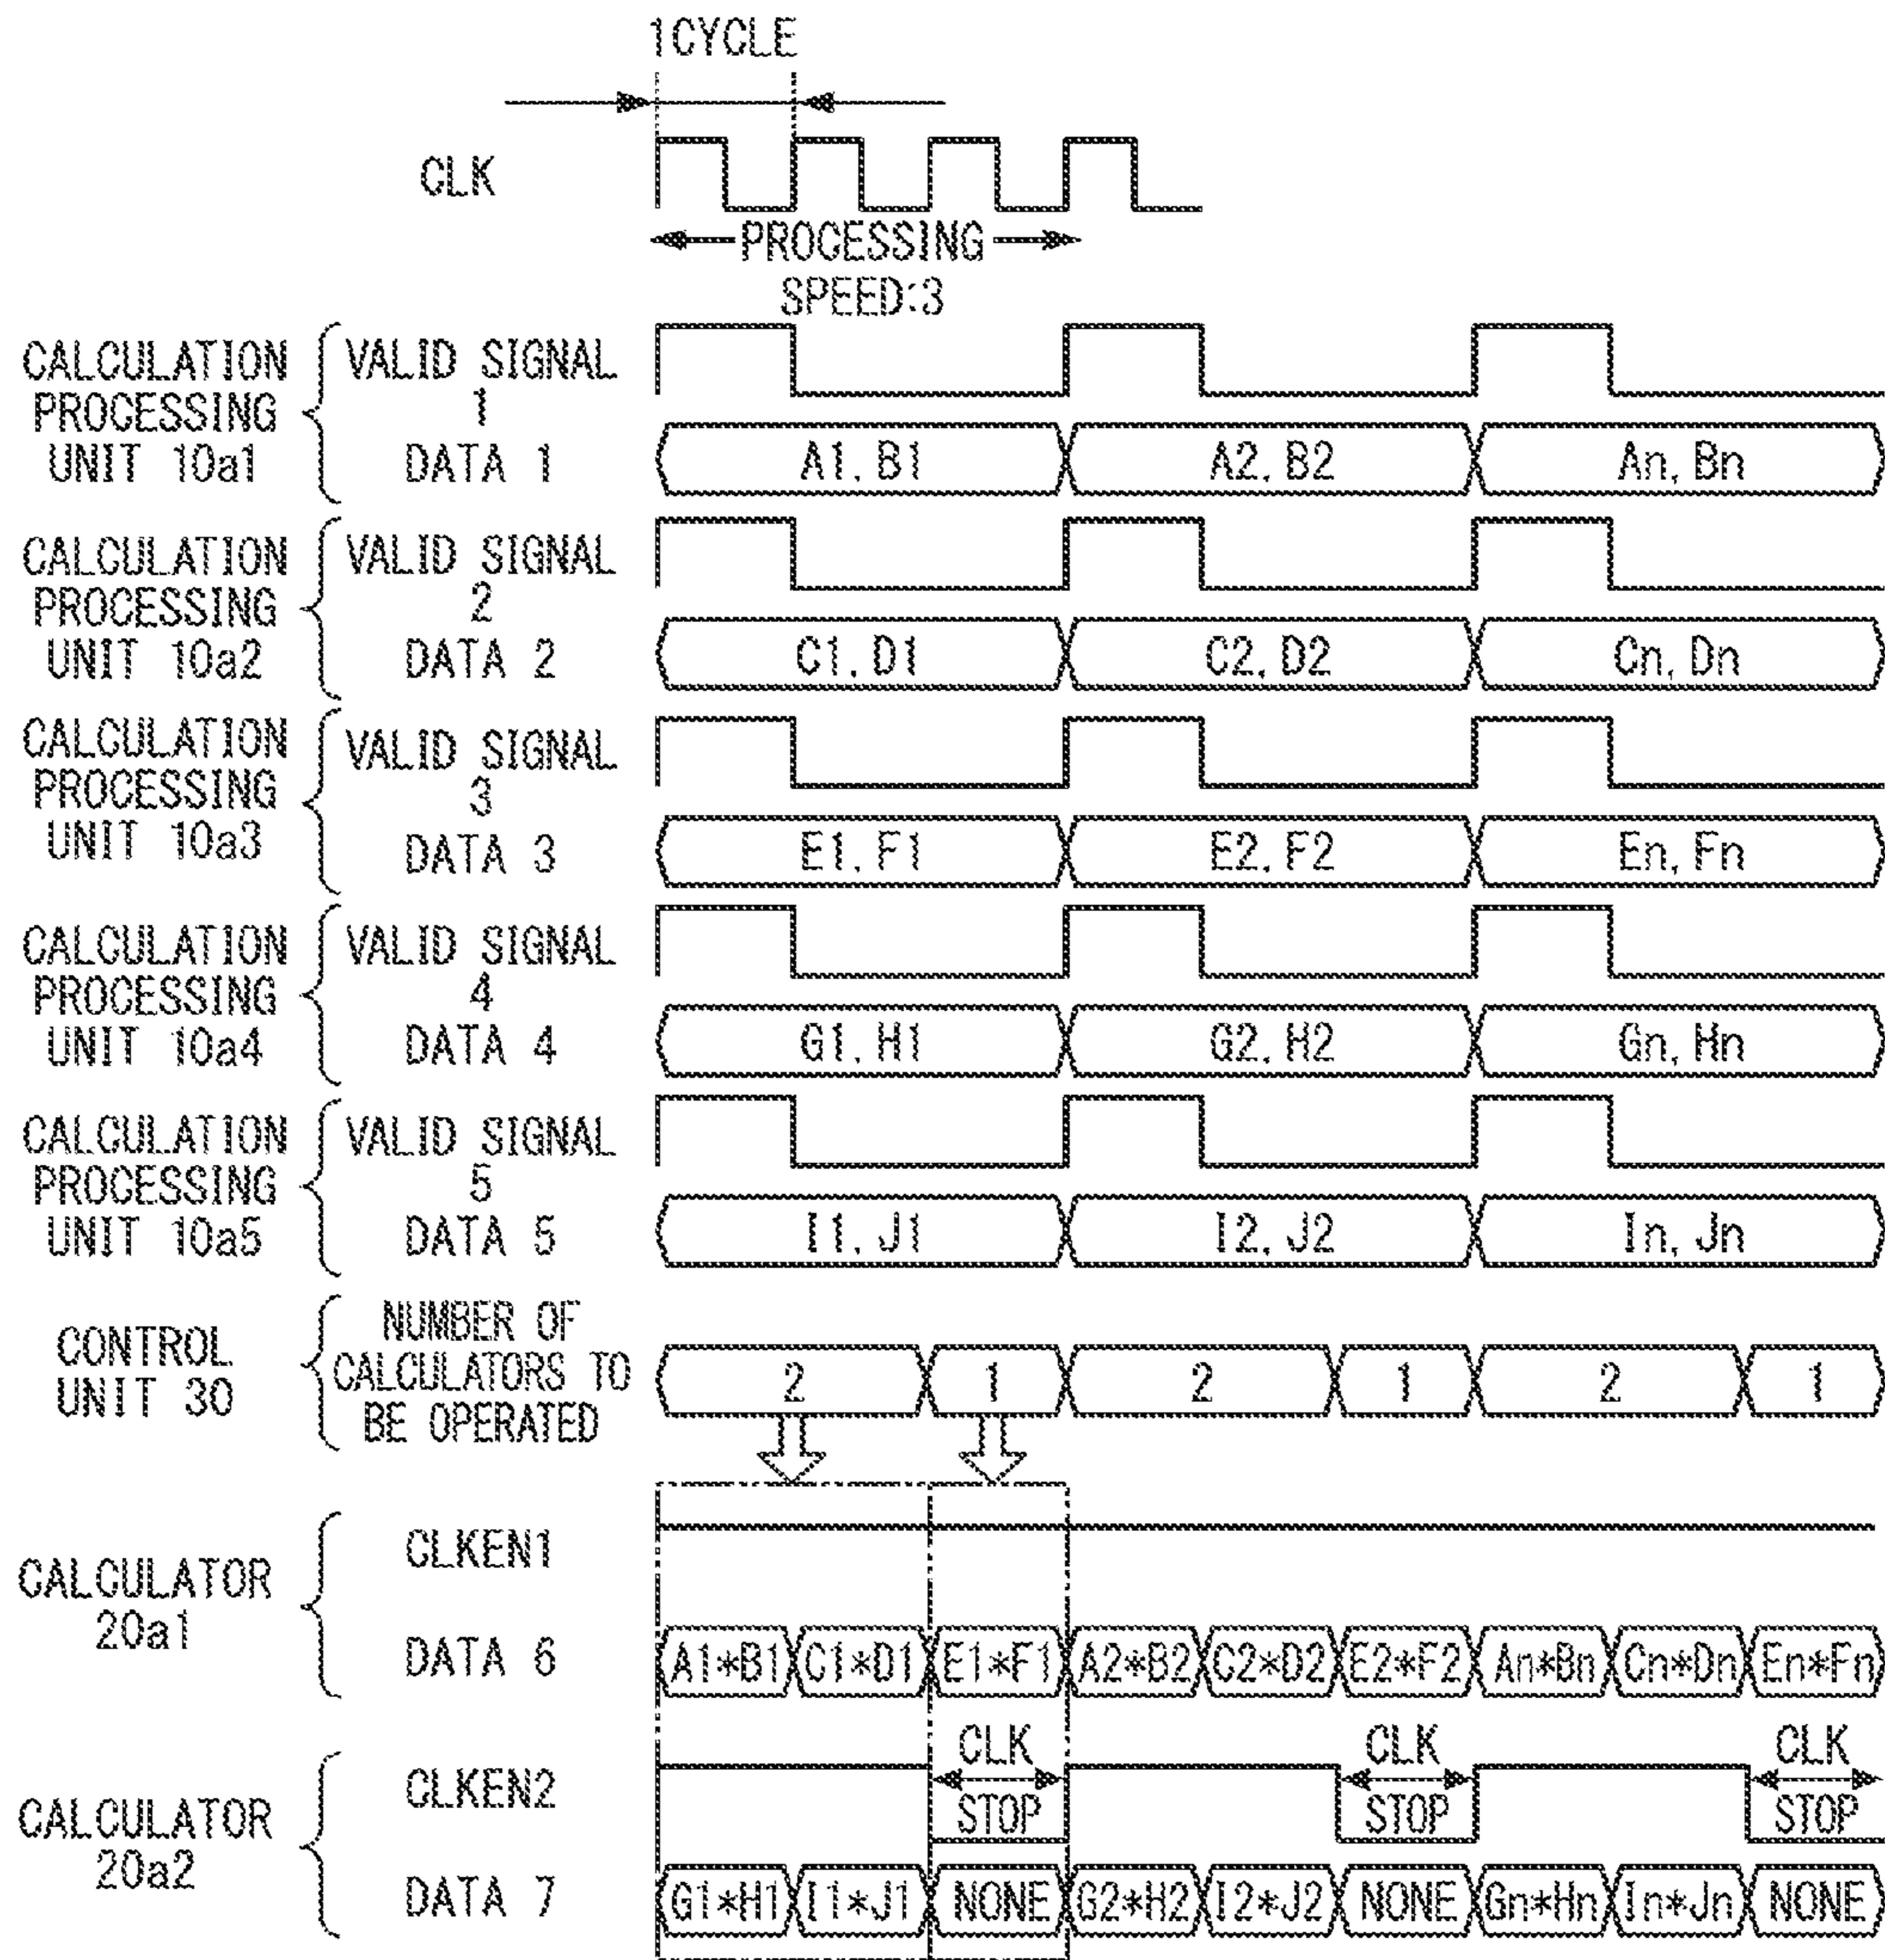 1CYCLE
CLK
PROCESSING
SPEED:3
CALCULATION
PROCESSING
UNIT 10a1
VALID SIGNAL
1
DATA 1
A1, B1
A2, B2
An, Bn
CALCULATION
PROCESSING
UNIT 10a2
VALID SIGNAL
2
DATA 2
C1, D1
C2, D2
Cn, Dn
CALCULATION
PROCESSING
UNIT 10a3
VALID SIGNAL
3
DATA 3
E1, F1
E2, F2
En, Fn
CALCULATION
PROCESSING
UNIT 10a4
VALID SIGNAL
4
DATA 4
G1, H1
G2, H2
Gn, Hn
CALCULATION
PROCESSING
UNIT 10a5
VALID SIGNAL
5
DATA 5
I1, J1
I2, J2
In, Jn
CONTROL
UNIT 30
NUMBER OF
CALCULATORS TO
BE OPERATED
2
1
2
1
2
1
CALCULATOR
20a1
CLKEN1
DATA 6
A1*B1
C1*D1
E1*F1
A2*B2
C2*D2
E2*F2
An*Bn
Cn*Dn
En*Fn
CALCULATOR
20a2
CLKEN2
CLK
STOP
CLK
STOP
CLK
STOP
DATA 7
G1*H1
I1*J1
NONE
G2*H2
I2*J2
NONE
Gn*Hn
In*Jn
NONE